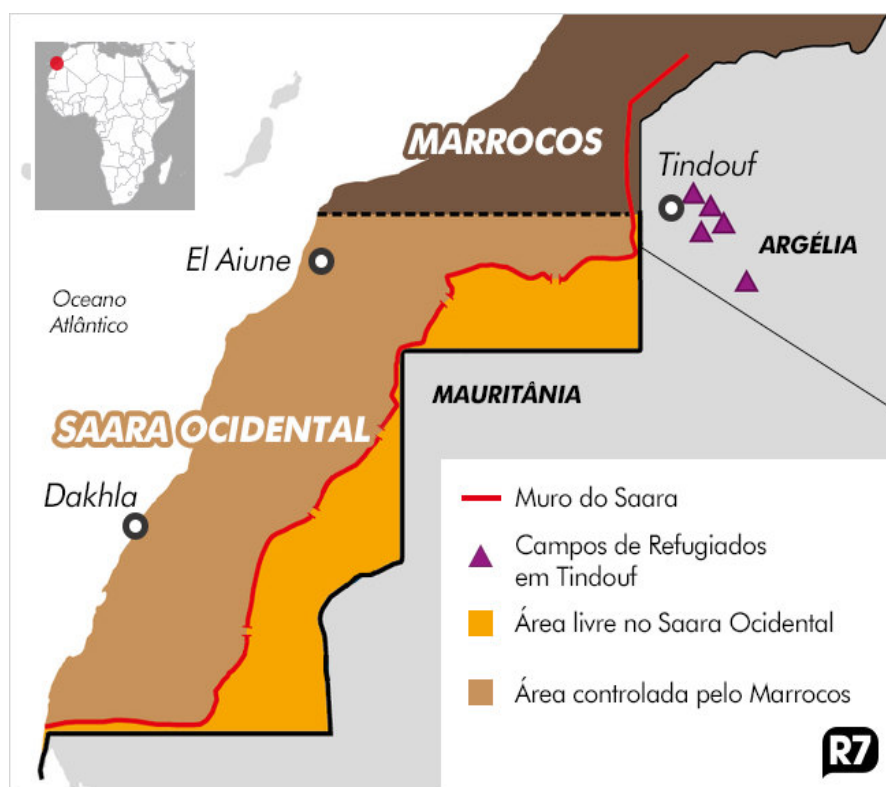 MARROCOS
Tindouf
El Aiune
ARGÉLIA
Oceano
Atlântico
MAURITÂNIA
SAARA OCIDENTAL
Dakhla
Muro do Saara
Campos de Refugiados
em Tindouf
Área livre no Saara Ocidental
Área controlada pelo Marrocos
R7